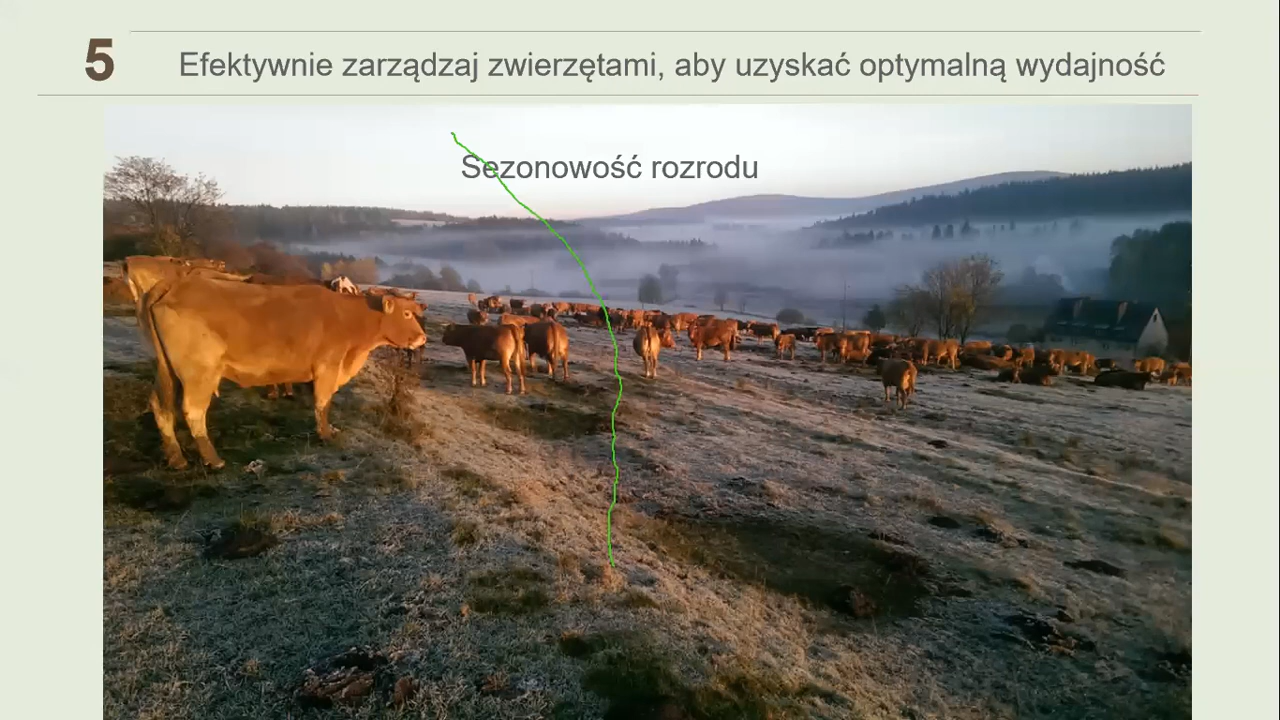 5 Efektywnie zarządzaj zwierzętami, aby uzyskać optymalną wydajność
Sezonowość rozrodu